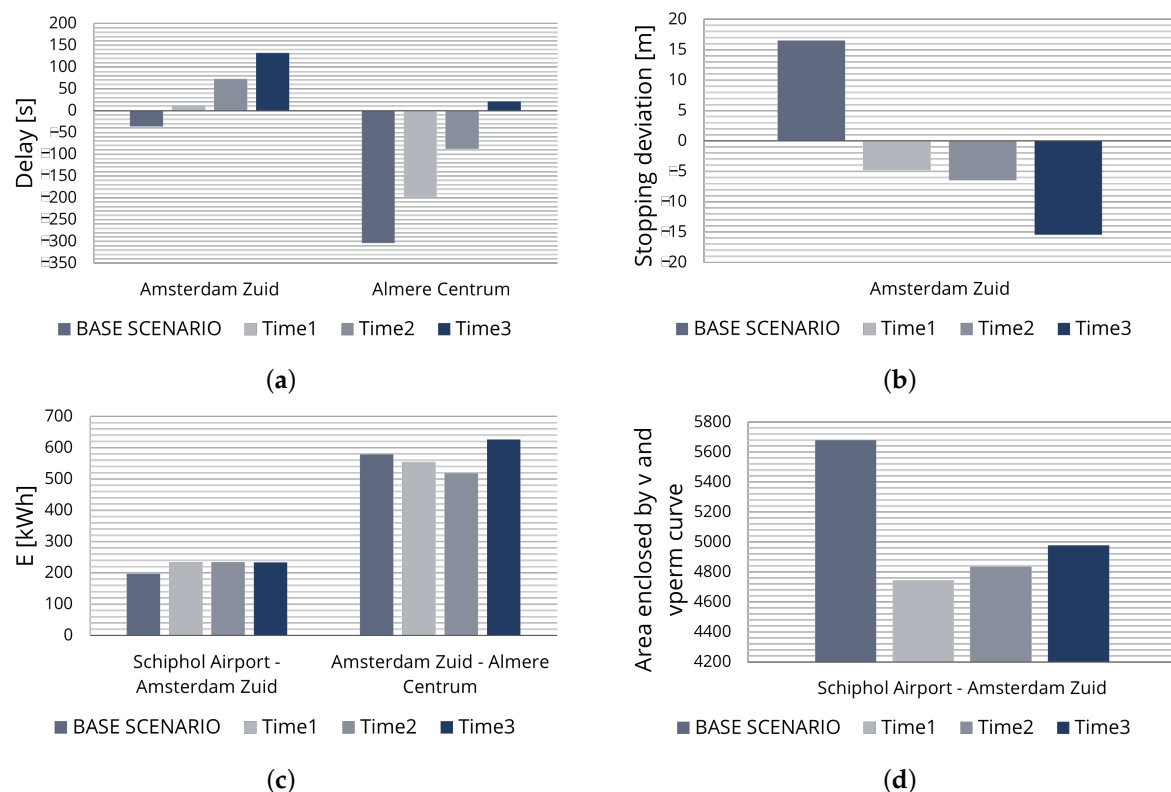 200
150
100
50
0
−50
−100
−150
−200
−250
−300
−350
Delay [s]
Amsterdam Zuid
Almere Centrum
BASE SCENARIO Time1 Time2 Time3
(a)
20
15
10
5
0
−5
−10
−15
−20
Stopping deviation [m]
Amsterdam Zuid
BASE SCENARIO Time1 Time2 Time3
(b)
700
600
500
400
300
200
100
0
E [kWh]
Schiphol Airport -
Amsterdam Zuid
Amsterdam Zuid - Almere
Centrum
BASE SCENARIO Time1 Time2 Time3
(c)
5800
5600
5400
5200
5000
4800
4600
4400
4200
Area enclosed by v and
vperm curve
Schiphol Airport - Amsterdam Zuid
BASE SCENARIO Time1 Time2 Time3
(d)